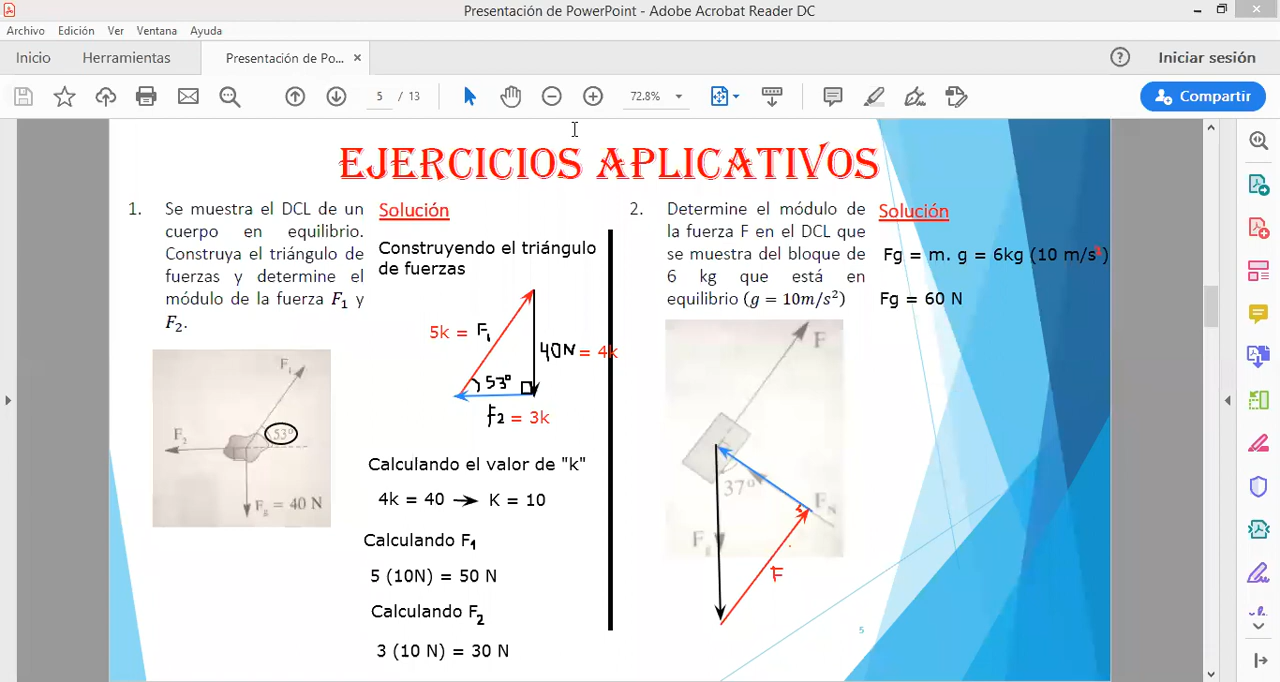 Presentación de PowerPoint - Adobe Acrobat Reader DC
Archivo Edición Ver Ventana Ayuda
Inicio Herramientas Presentación de Po... × Iniciar sesión
5 / 13 72.8% Compartir
EJERCICIOS APLICATIVOS
1. Se muestra el DCL de un
cuerpo en equilibrio.
Construya el triángulo de
fuerzas y determine el
módulo de la fuerza F₁ y
F₂.
F₁
F₂
53°
Fg = 40 N
Solución
Construyendo el triángulo
de fuerzas
5k = F₁
40N = 4k
53°
F2 = 3k
Calculando el valor de "k"
4k = 40 → K = 10
Calculando F₁
5 (10N) = 50 N
Calculando F₂
3 (10 N) = 30 N
2. Determine el módulo de
la fuerza F en el DCL que
se muestra del bloque de
6 kg que está en
equilibrio (g = 10m/s²)
F
37°
F_N
Fg
F
Solución
Fg = m. g = 6kg (10 m/s²)
Fg = 60 N
5